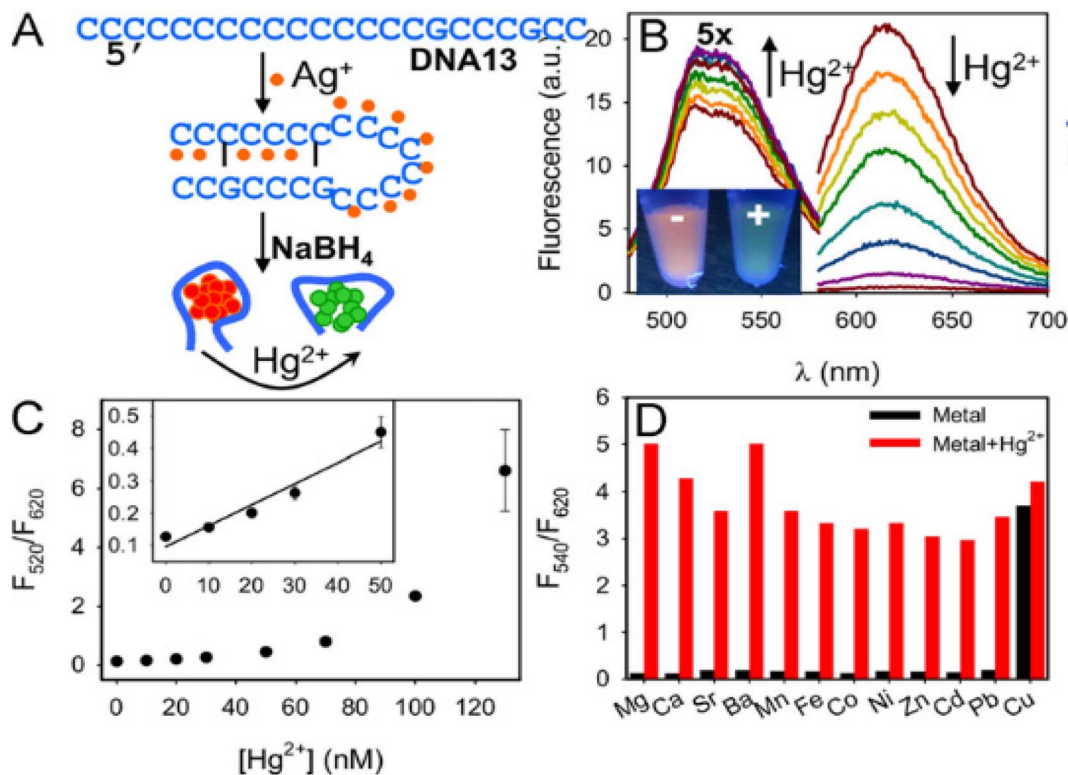 A
CCCCCCCCCCCCCCCCGCCCGCC
5′
DNA13
Ag⁺
CCCCCCCCCCCCCCCC
CCGCCCGCCCC
NaBH₄
Hg²⁺
B
5x
Hg²⁺
Hg²⁺
Fluorescence (a.u.)
20
15
10
5
0
-
+
500
550
600
650
700
λ (nm)
C
F₅₂₀/F₆₂₀
8
6
4
2
0
0.5
0.4
0.3
0.2
0.1
0 10 20 30 40 50
0 20 40 60 80 100 120
[Hg²⁺] (nM)
D
Metal
Metal+Hg²⁺
F₅₄₀/F₆₂₀
6
5
4
3
2
1
0
Mg Ca Sr Ba Mn Fe Co Ni Zn Cd Pb Cu